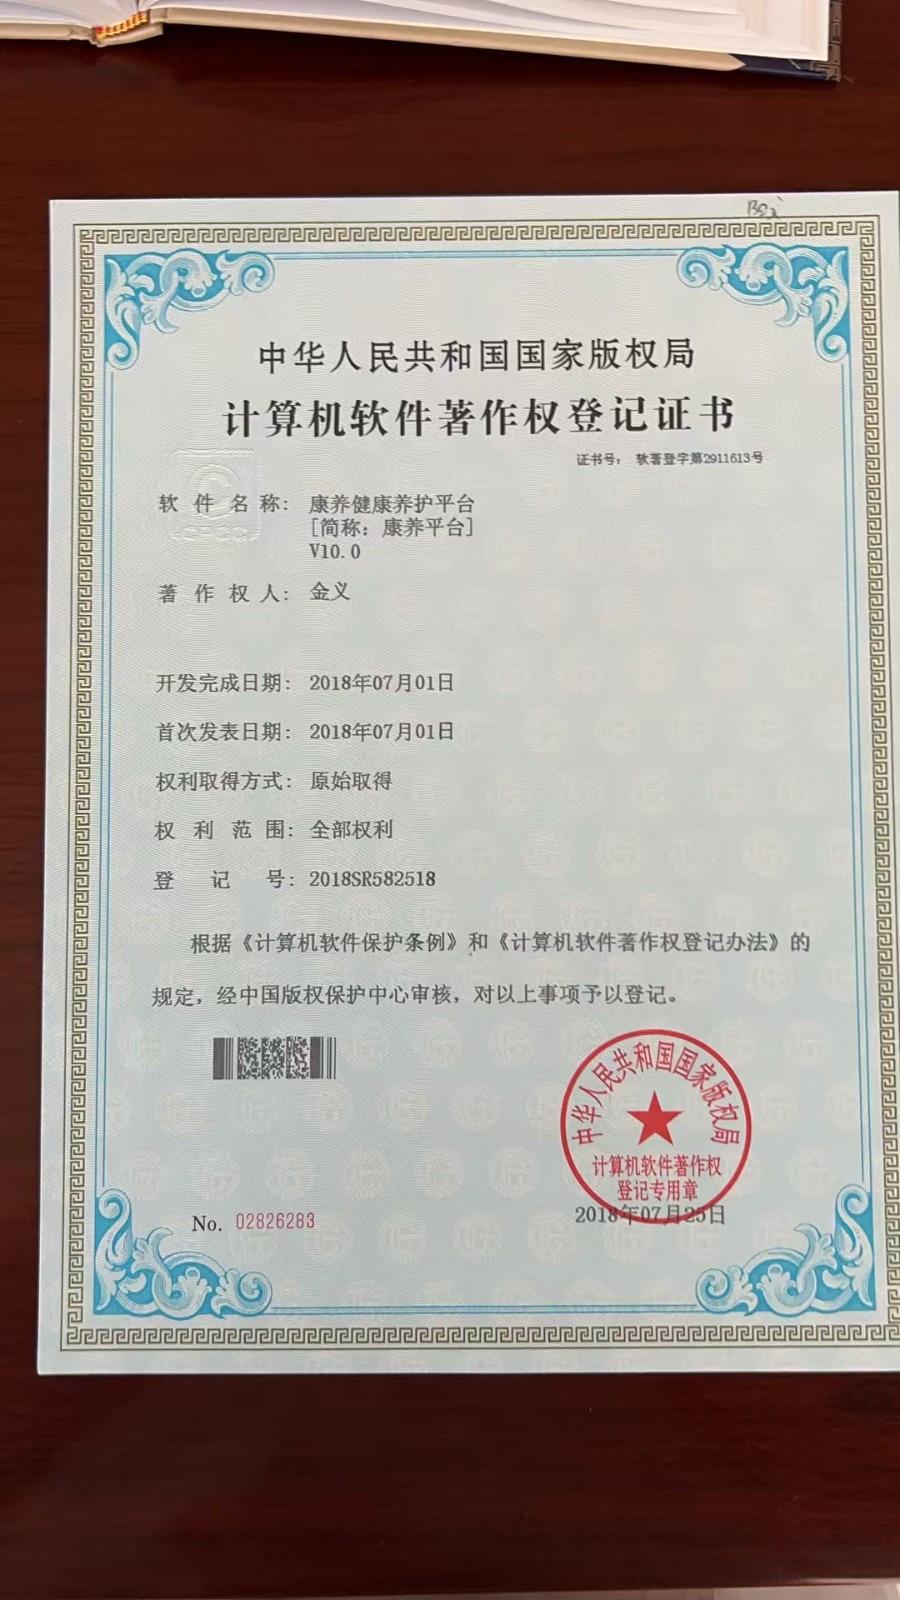 中华人民共和国国家版权局
计算机软件著作权登记证书
证书号： 软著登字第2911613号
软件名称： 康养健康养护平台
[简称：康养平台]
V10.0
著作权人： 金义
开发完成日期： 2018年07月01日
首次发表日期： 2018年07月01日
权利取得方式： 原始取得
权利范围： 全部权利
登记号： 2018SR582518
根据《计算机软件保护条例》和《计算机软件著作权登记办法》的
规定，经中国版权保护中心审核，对以上事项予以登记。
中华人民共和国国家版权局
计算机软件著作权
登记专用章
No. 02826283
2018年07月25日